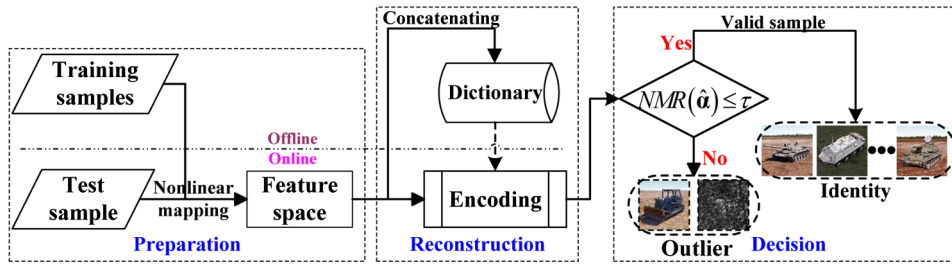 Concatenating
Training
samples
Dictionary
Offline
Online
Test
sample
Nonlinear
mapping
Feature
space
Encoding
Preparation
Reconstruction
Valid sample
Yes
NMR(α̂) ≤ τ
No
Outlier
Identity
Decision